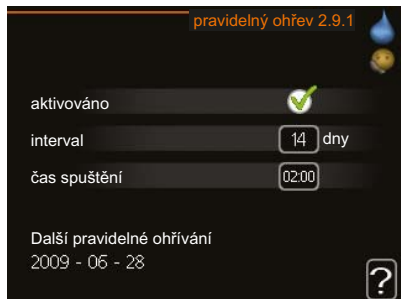 pravidelný ohřev 2.9.1
aktivováno
interval 14 dny
čas spuštění 02:00
Další pravidelné ohřívání
2009 - 06 - 28
?